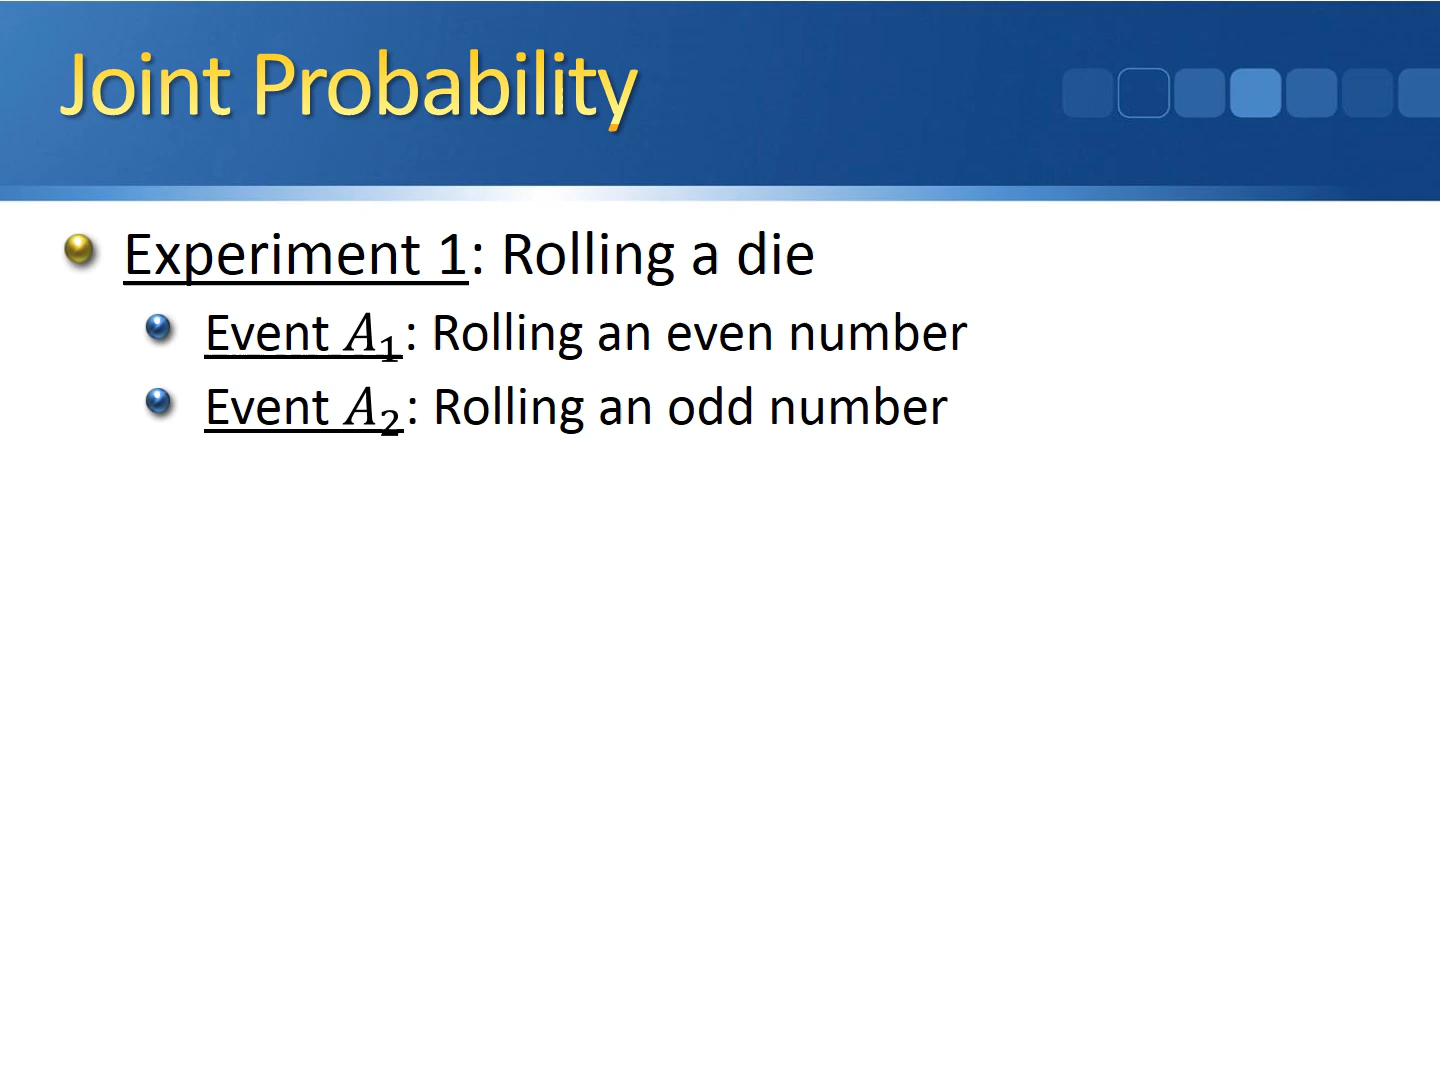 Joint Probability
Experiment 1: Rolling a die
Event A₁: Rolling an even number
Event A₂: Rolling an odd number